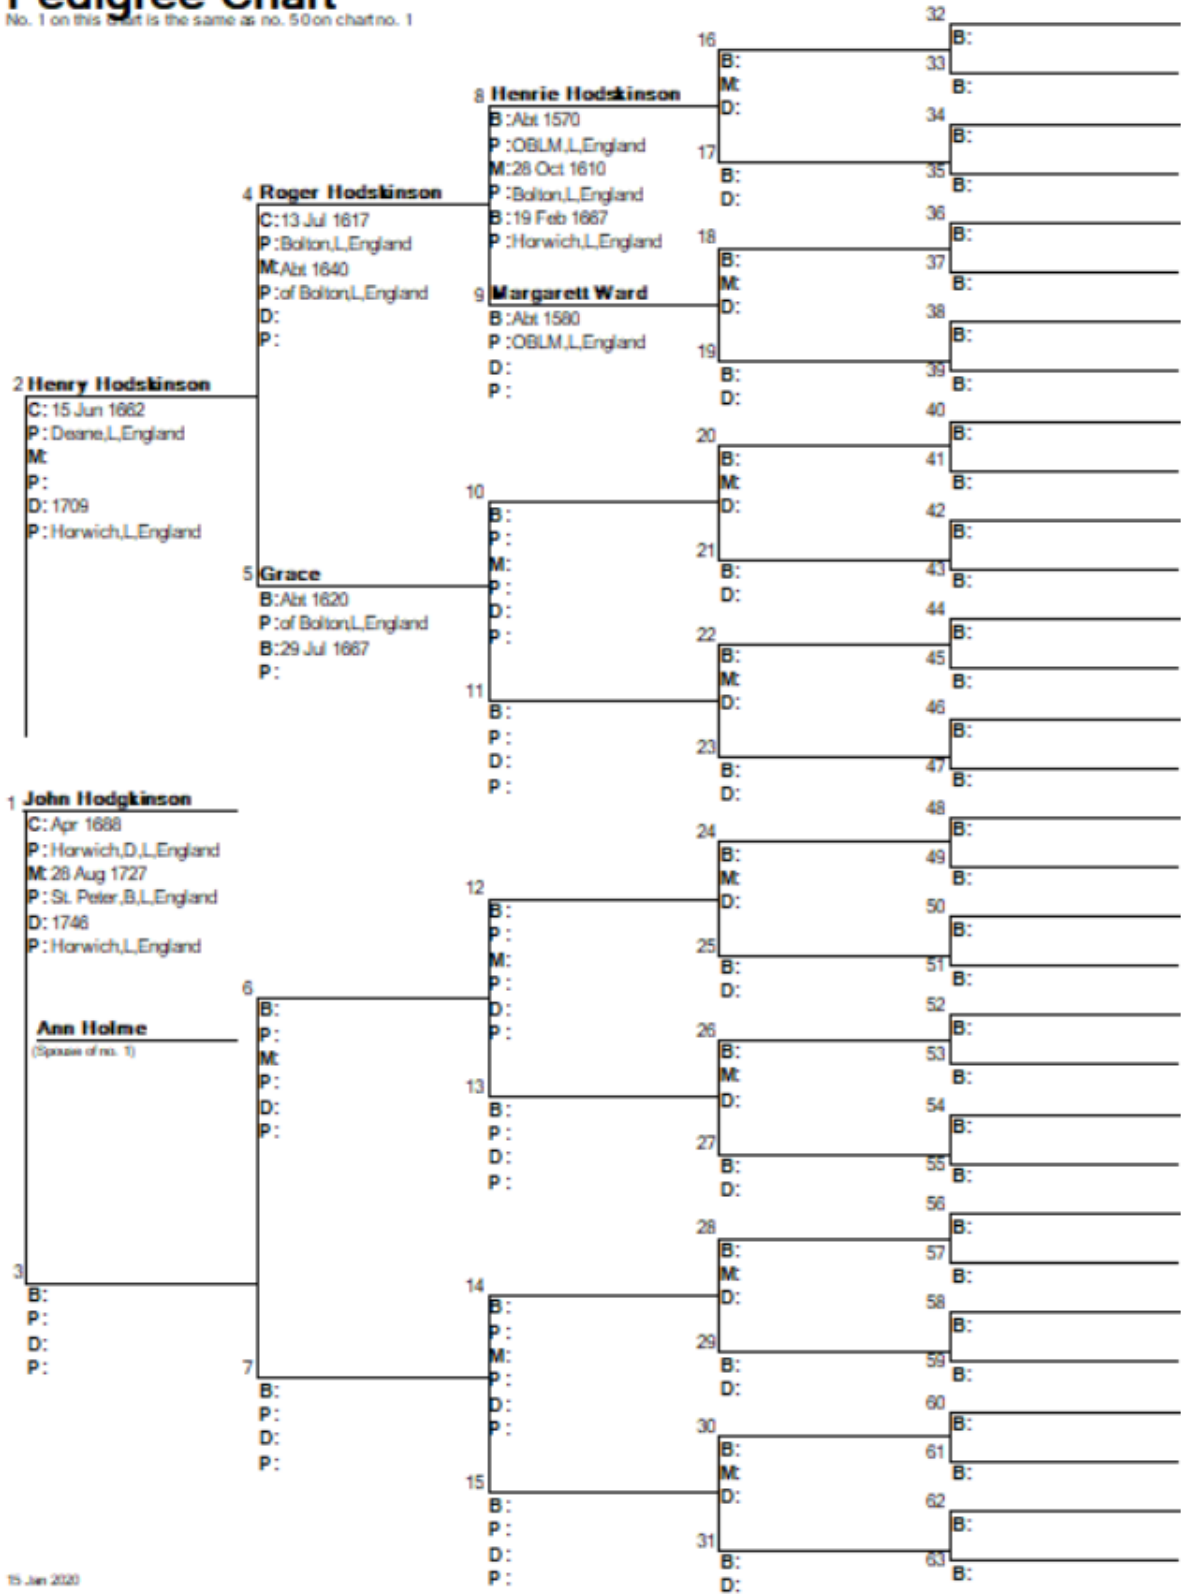 Pedigree Chart
No. 1 on this chart is the same as no. 50 on chart no. 1
2 Henry Hodskinson
C: 15 Jun 1662
P: Deane,L,England
M:
P:
D: 1709
P: Horwich,L,England
1 John Hodgkinson
C: Apr 1688
P: Horwich,D,L,England
M: 28 Aug 1727
P: St. Peter,B,L,England
D: 1746
P: Horwich,L,England
Ann Holme
(Spouse of no. 1)
3
B:
P:
D:
P:
4 Roger Hodskinson
C: 13 Jul 1617
P: Bolton,L,England
M: Abt 1640
P: of Bolton,L,England
D:
P:
5 Grace
B: Abt 1620
P: of Bolton,L,England
B: 29 Jul 1667
P:
6
B:
P:
M:
P:
D:
P:
7
B:
P:
D:
P:
8 Henrie Hodskinson
B: Abt 1570
P: OBLM,L,England
M: 28 Oct 1610
P: Bolton,L,England
B: 19 Feb 1667
P: Horwich,L,England
9 Margarett Ward
B: Abt 1580
P: OBLM,L,England
D:
P:
10
B:
P:
M:
P:
D:
P:
11
B:
P:
D:
P:
12
B:
P:
M:
P:
D:
P:
13
B:
P:
D:
P:
14
B:
P:
M:
P:
D:
P:
15
B:
P:
D:
P:
16
B:
M:
D:
17
B:
D:
18
B:
M:
D:
19
B:
D:
20
B:
M:
D:
21
B:
D:
22
B:
M:
D:
23
B:
D:
24
B:
M:
D:
25
B:
D:
26
B:
M:
D:
27
B:
D:
28
B:
M:
D:
29
B:
D:
30
B:
M:
D:
31
B:
D:
32
B:
33
B:
34
B:
35
B:
36
B:
37
B:
38
B:
39
B:
40
B:
41
B:
42
B:
43
B:
44
B:
45
B:
46
B:
47
B:
48
B:
49
B:
50
B:
51
B:
52
B:
53
B:
54
B:
55
B:
56
B:
57
B:
58
B:
59
B:
60
B:
61
B:
62
B:
63
B:
15 Jan 2020